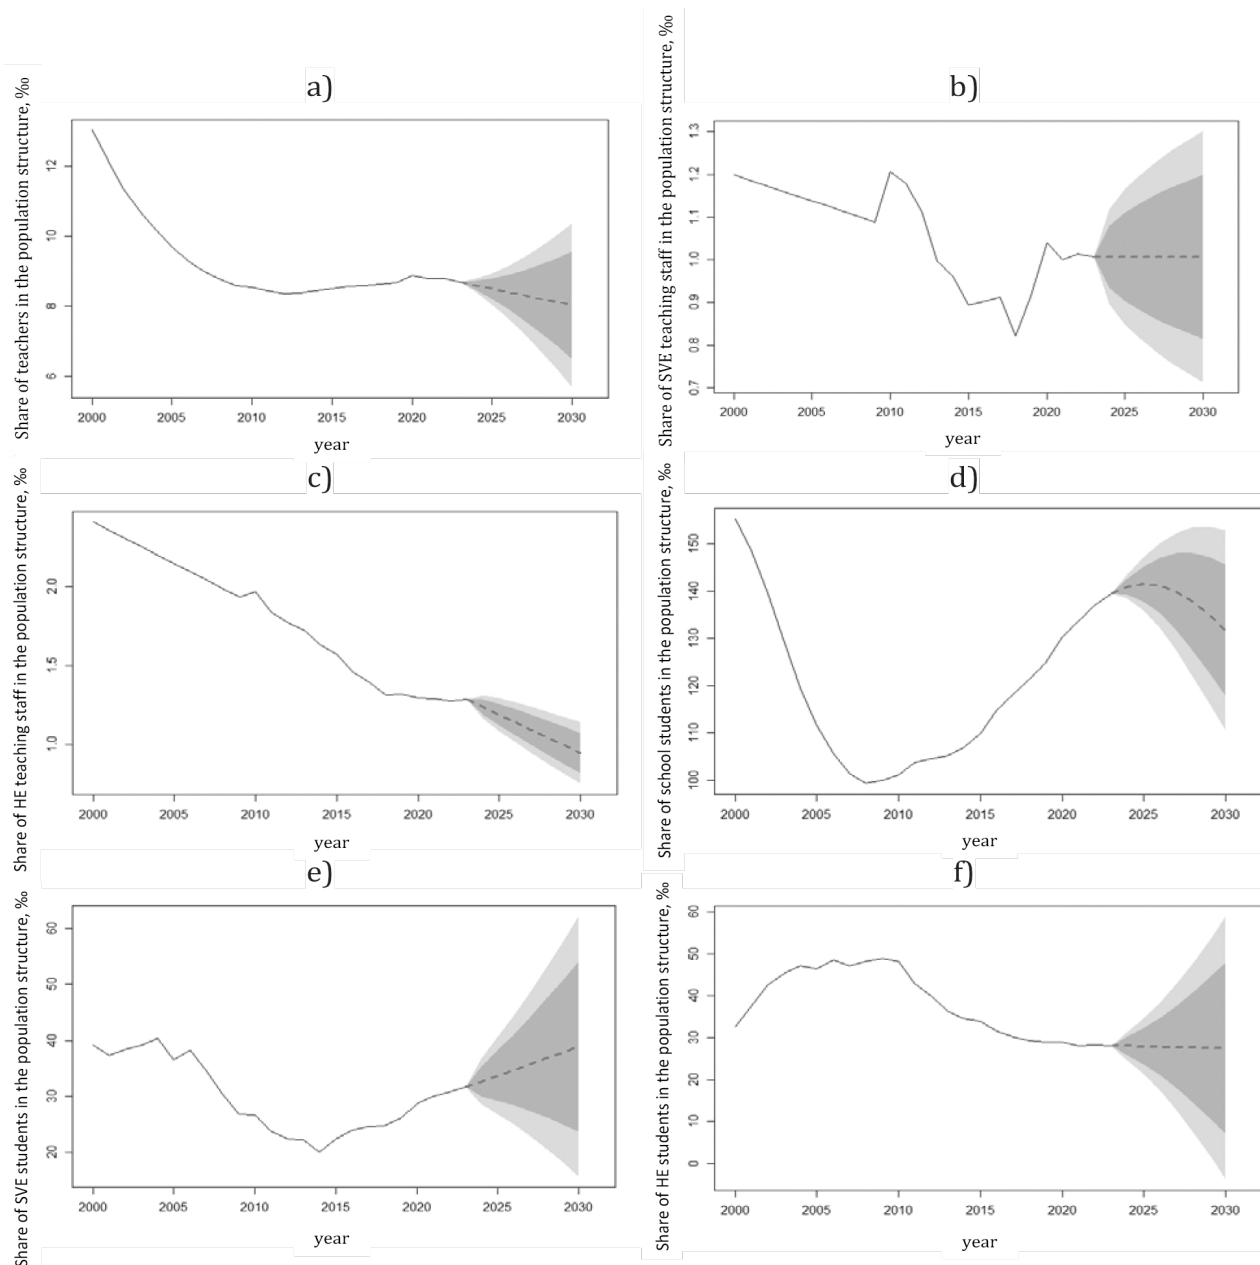 a)
Share of teachers in the population structure, ‰
12
10
8
6
2000 2005 2010 2015 2020 2025 2030
year
b)
Share of SVE teaching staff in the population structure, ‰
1.3
1.2
1.1
1.0
0.9
0.8
0.7
2000 2005 2010 2015 2020 2025 2030
year
c)
Share of HE teaching staff in the population structure, ‰
2.0
1.5
1.0
2000 2005 2010 2015 2020 2025 2030
year
d)
Share of school students in the population structure, ‰
150
140
130
120
110
100
2000 2005 2010 2015 2020 2025 2030
year
e)
Share of SVE students in the population structure, ‰
60
50
40
30
20
2000 2005 2010 2015 2020 2025 2030
year
f)
Share of HE students in the population structure, ‰
60
50
40
30
20
10
0
2000 2005 2010 2015 2020 2025 2030
year